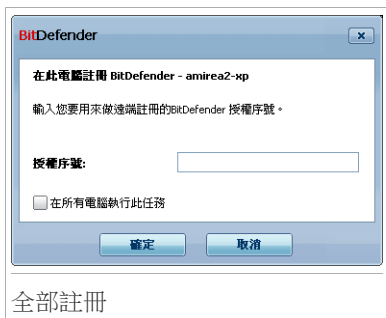 BitDefender
在此電腦註冊 BitDefender - amirea2-xp
輸入您要用來做遠端註冊的BitDefender 授權序號。
授權序號:
在所有電腦執行此任務
確定 取消
全部註冊